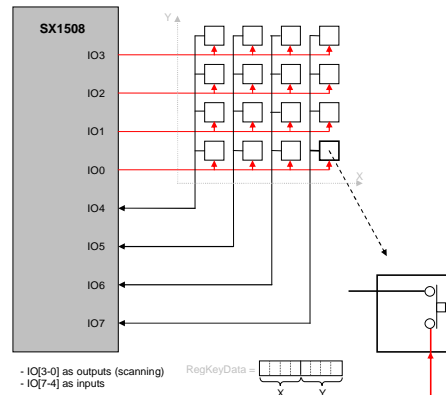 SX1508
Y
IO3
IO2
IO1
IO0
X
IO4
IO5
IO6
IO7
- IO[3-0] as outputs (scanning)
- IO[7-4] as inputs
RegKeyData =
X Y